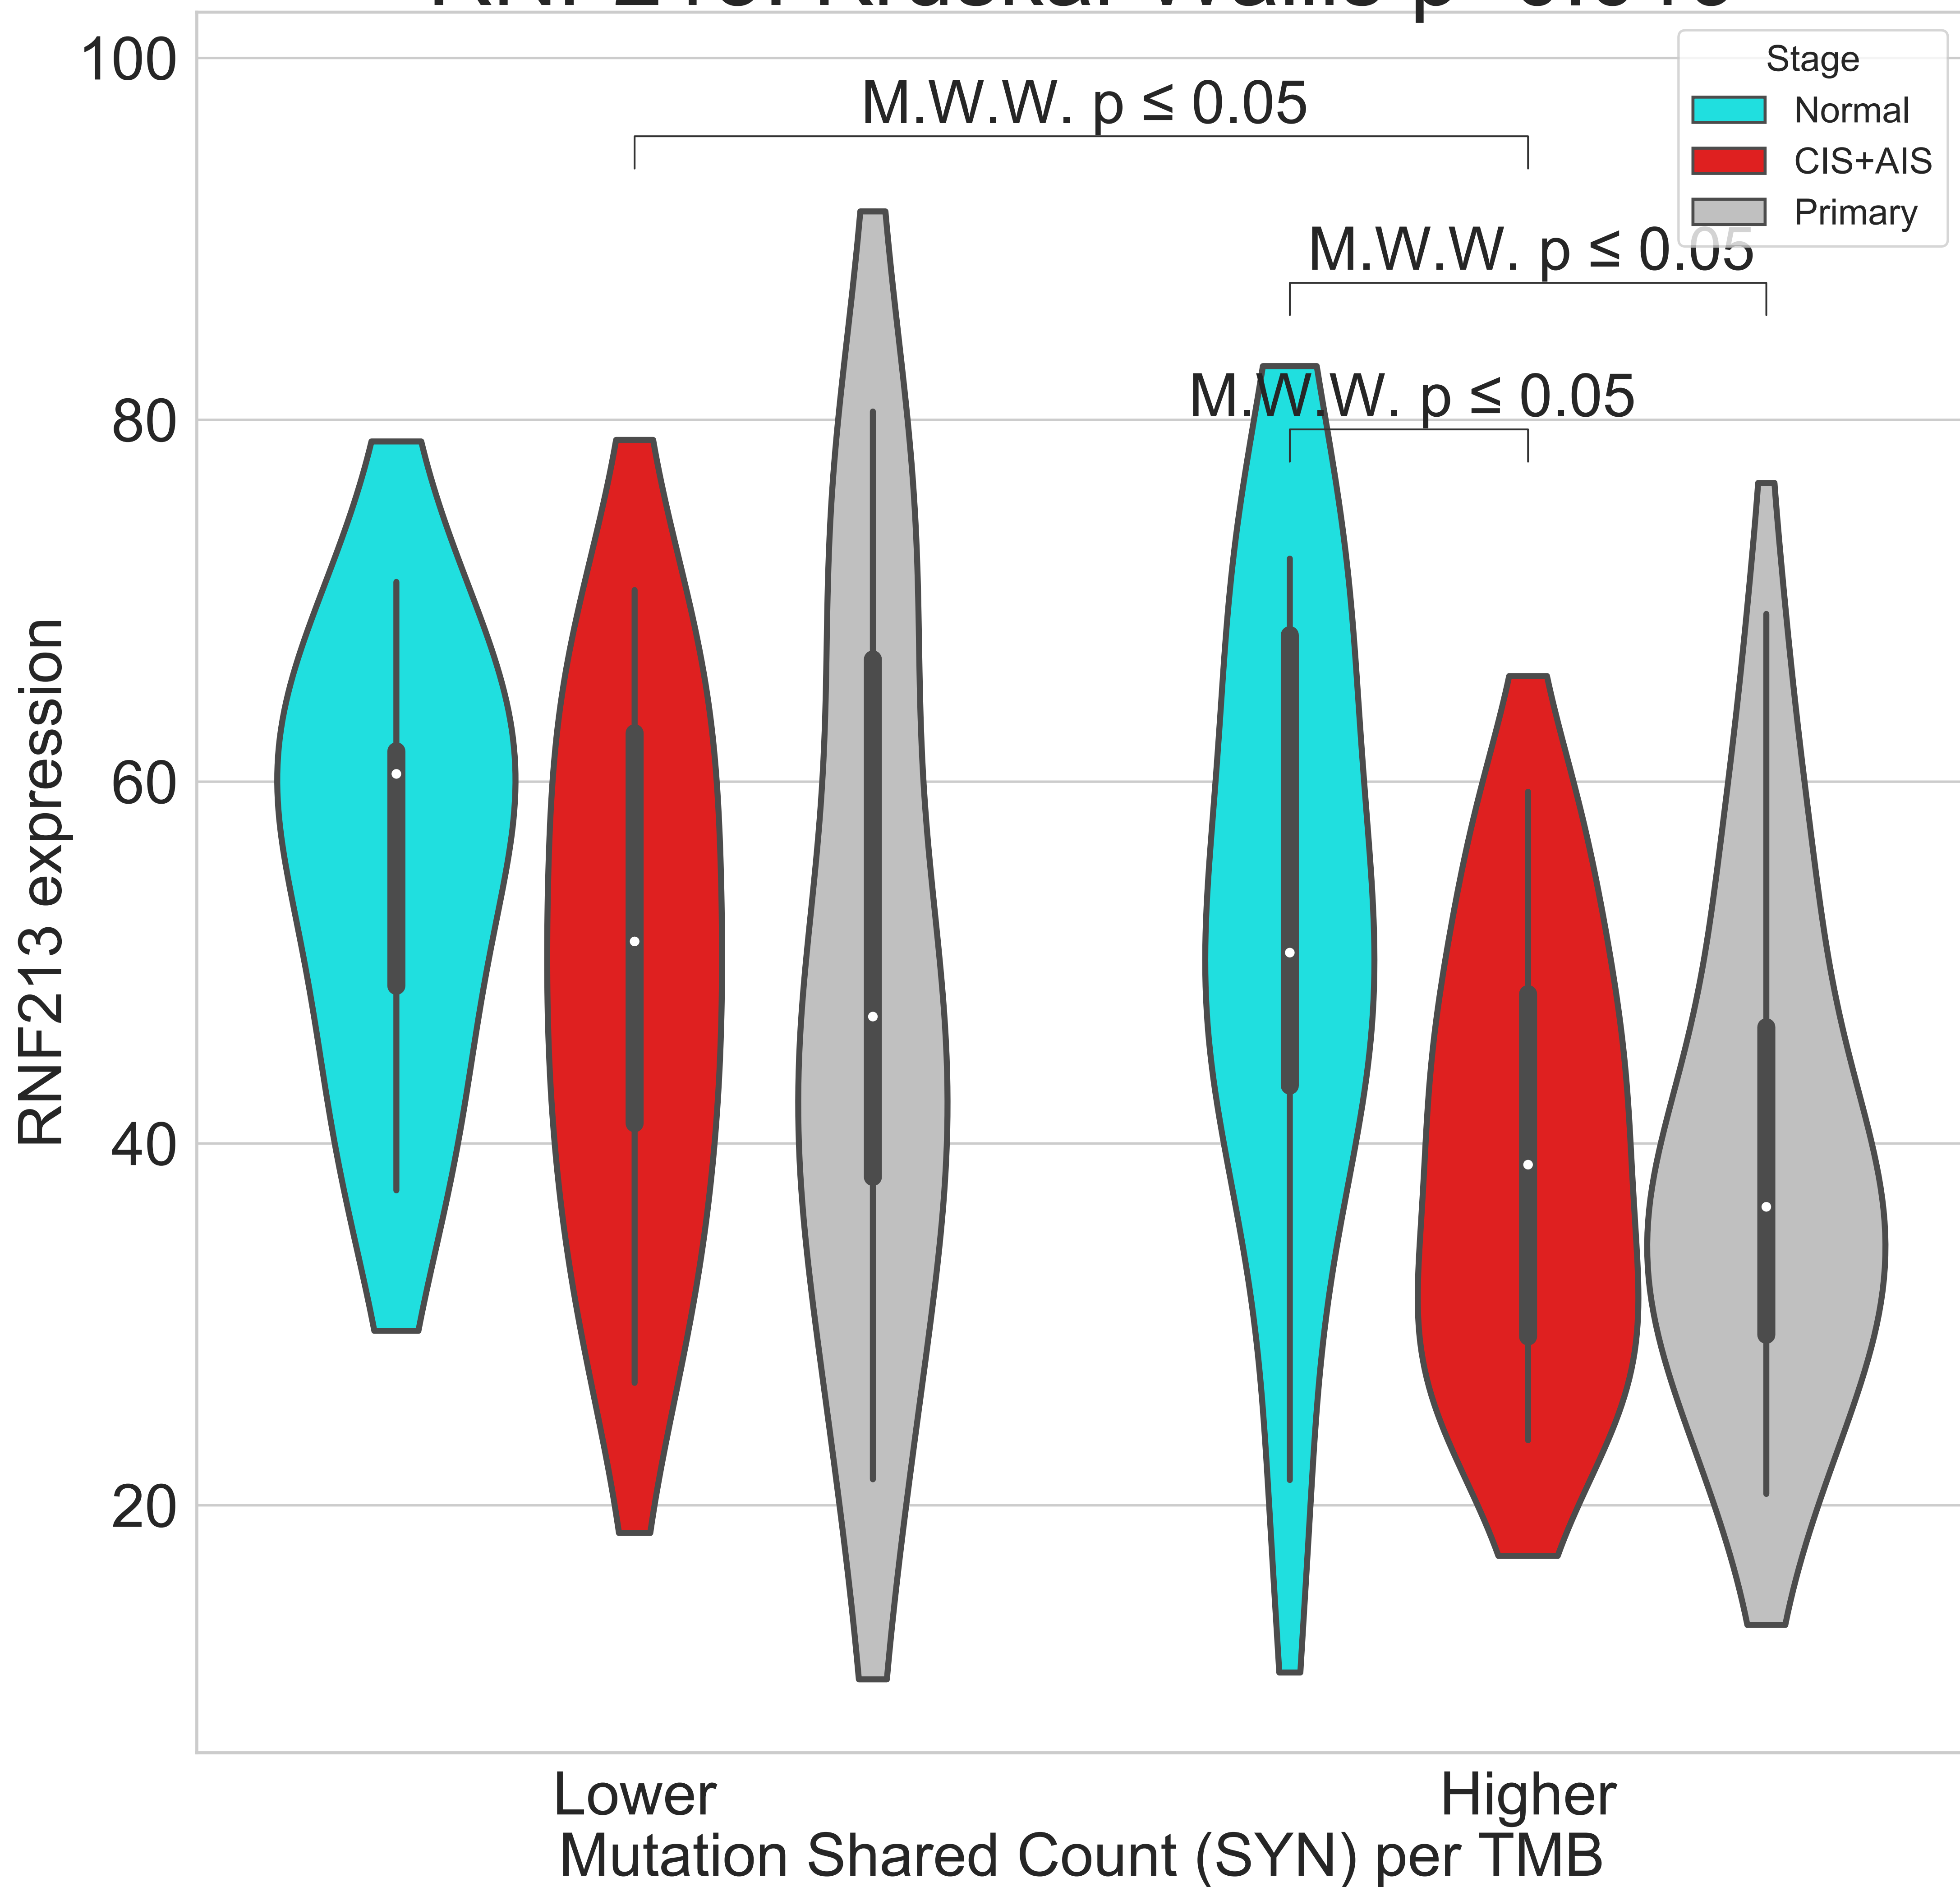 100
M.W.W. p ≤ 0.05
Stage
Normal
CIS+AIS
Primary
M.W.W. p ≤ 0.05
M.W.W. p ≤ 0.05
80
60
40
20
RNF213 expression
Lower
Higher
Mutation Shared Count (SYN) per TMB